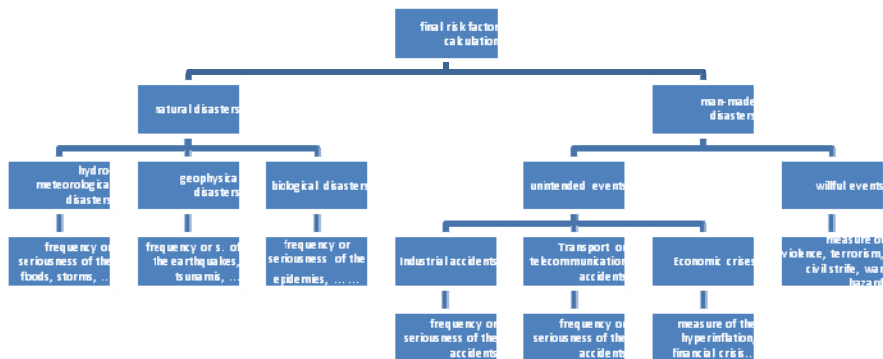 final risk factor
calculation
natural disasters
man-made
disasters
hydro-
meteorologica
disasters
geophysica
disasters
biological disasters
unintended events
willful events
frequency or
seriousness of the
floods, storms, ...
frequency or s. of
the earthquakes,
tsunamis, ...
frequency or
seriousness of the
epidemies, ... ...
Industrial accidents
Transport or
telecommunication
accidents
Economic crises
measure of
violence, terrorism,
civil strife, war
hazard
frequency or
seriousness of the
accidents
frequency or
seriousness of the
accidents
measure of the
hyperinflation,
financial crisis...